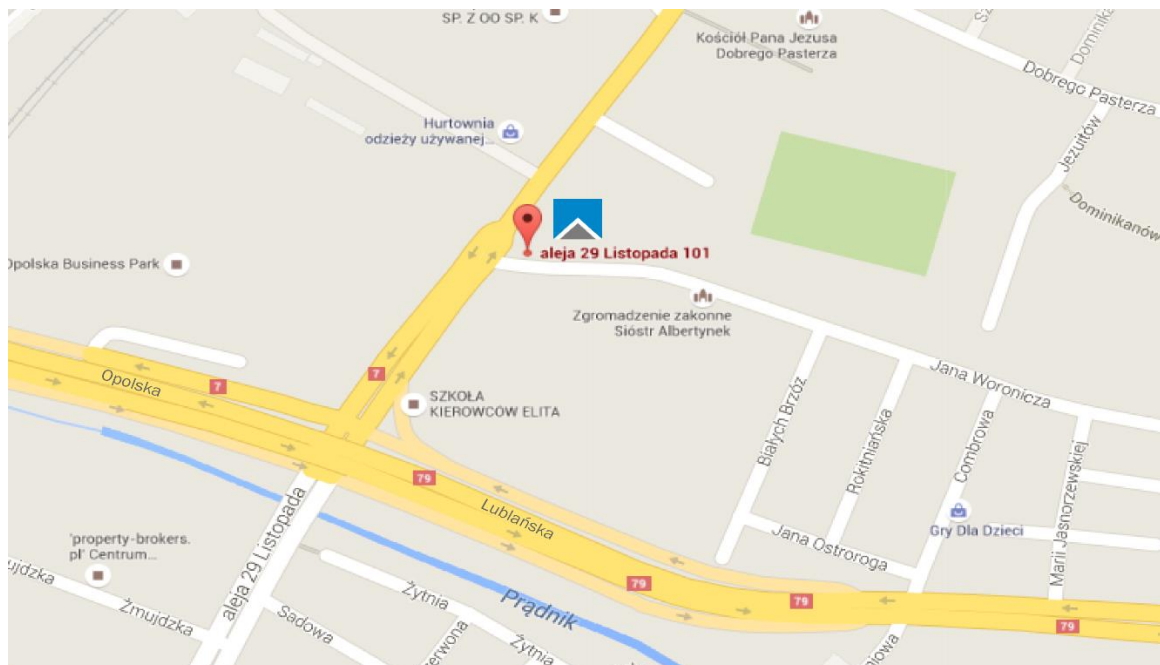 SP. Z OO SP. K
Kościół Pana Jezusa
Dobrego Pasterza
Dominika
Dobrego Pasterza
Hurtownia
odzieży używanej...
Jezuitów
Dominikanów
aleja 29 Listopada 101
Opolska Business Park
Zgromadzenie zakonne
Sióstr Albertynek
Jana Woronicza
7
7
Opolska
SZKOŁA
KIEROWCÓW ELITA
Białych Brzóz
Rokitniańska
Combrowa
Marii Jasnorzewskiej
79
Lublańska
aleja 29 Listopada
Gry Dla Dzieci
Jana Ostroroga
'property-brokers.
pl' Centrum...
ujdzka
Żmujdzka
Sadowa
Żytnia
Prądnik
79
79
79
Żytnia
erwona
niowa